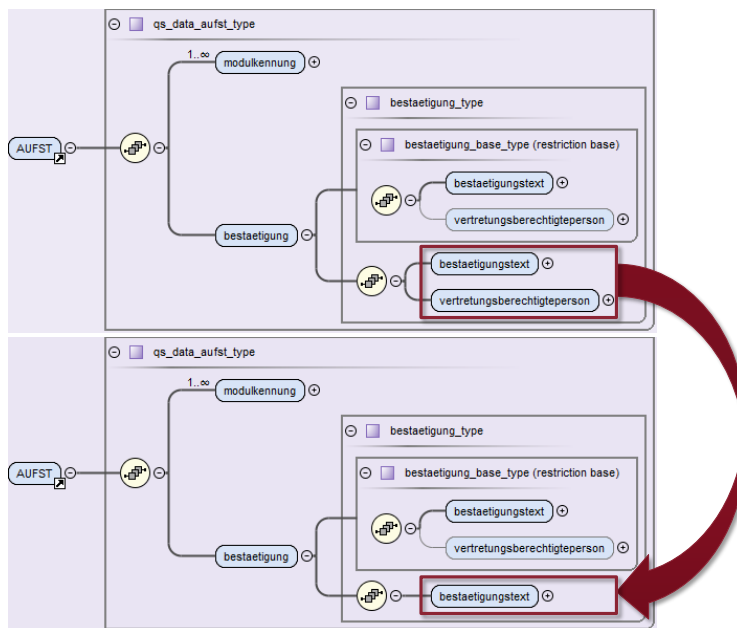 qs_data_aufst_type
1..∞
modulkennung
bestaetigung_type
bestaetigung_base_type (restriction base)
AUFST
bestaetigungstext
vertretungsberechtigteperson
bestaetigung
bestaetigungstext
vertretungsberechtigteperson
qs_data_aufst_type
1..∞
modulkennung
bestaetigung_type
bestaetigung_base_type (restriction base)
AUFST
bestaetigungstext
vertretungsberechtigteperson
bestaetigung
bestaetigungstext